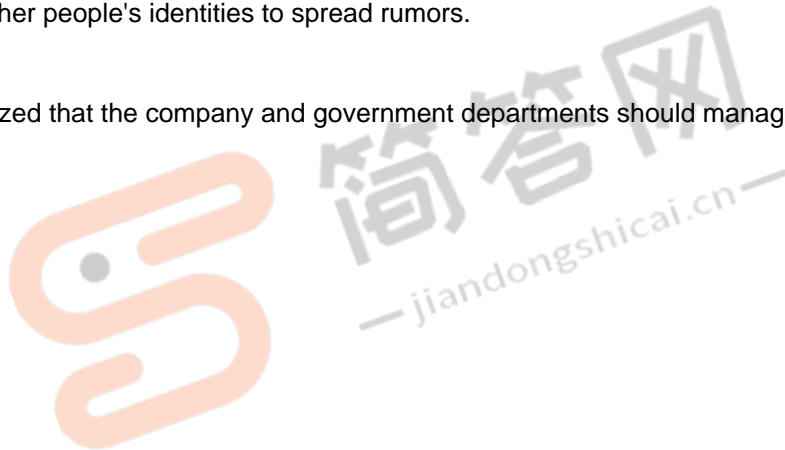 her people's identities to spread rumors.
zed that the company and government departments should manag
简答网
jiandongshicai.cn